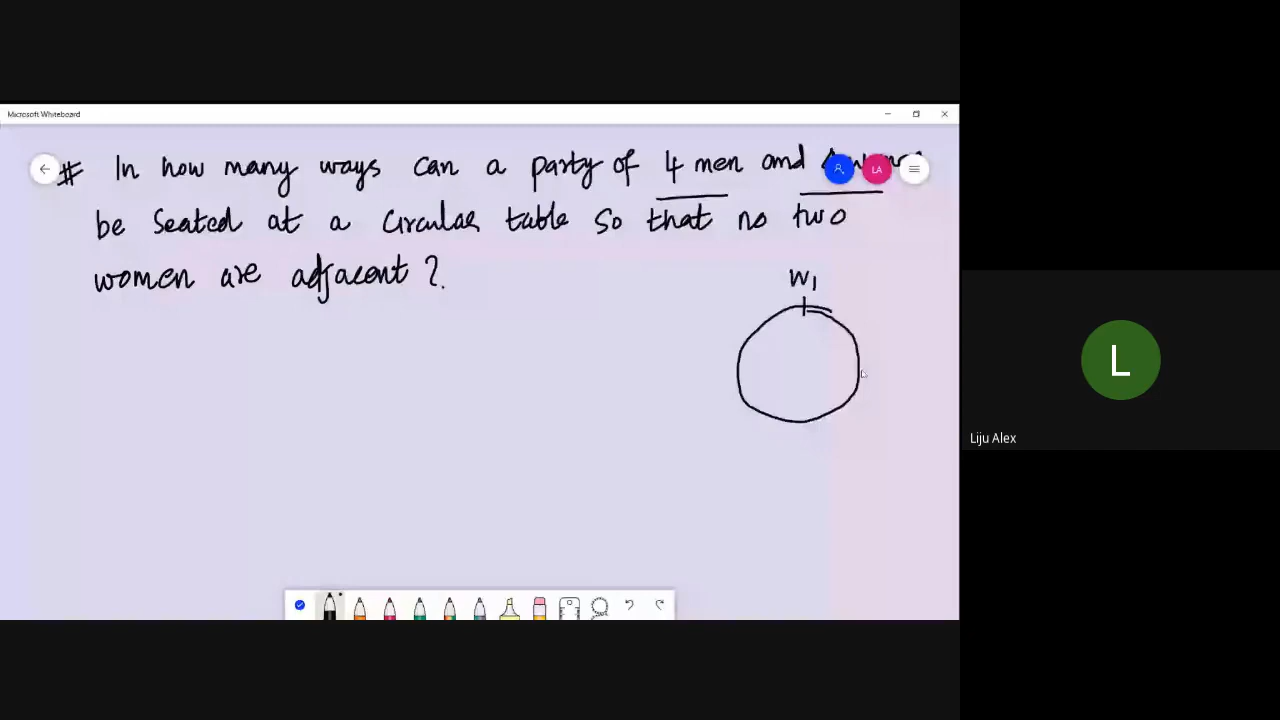 Microsoft Whiteboard
# In how many ways can a party of 4 men and
LA
be seated at a circular table so that no two
women are adjacent ?
W1
L
Liju Alex